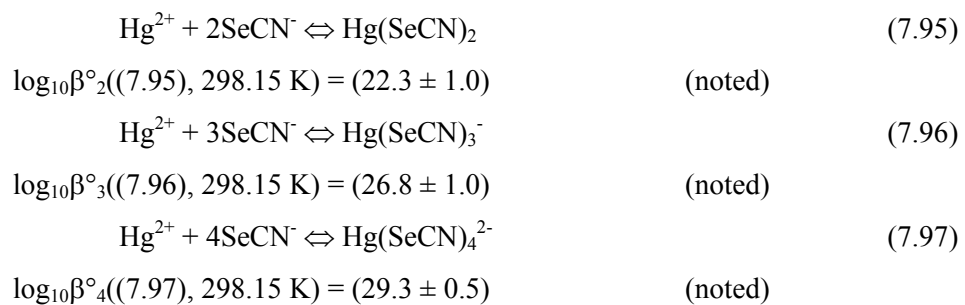 Hg²⁺ + 2SeCN⁻ ⇔ Hg(SeCN)₂ (7.95)
log₁₀β°₂((7.95), 298.15 K) = (22.3 ± 1.0) (noted)
Hg²⁺ + 3SeCN⁻ ⇔ Hg(SeCN)₃⁻ (7.96)
log₁₀β°₃((7.96), 298.15 K) = (26.8 ± 1.0) (noted)
Hg²⁺ + 4SeCN⁻ ⇔ Hg(SeCN)₄²⁻ (7.97)
log₁₀β°₄((7.97), 298.15 K) = (29.3 ± 0.5) (noted)